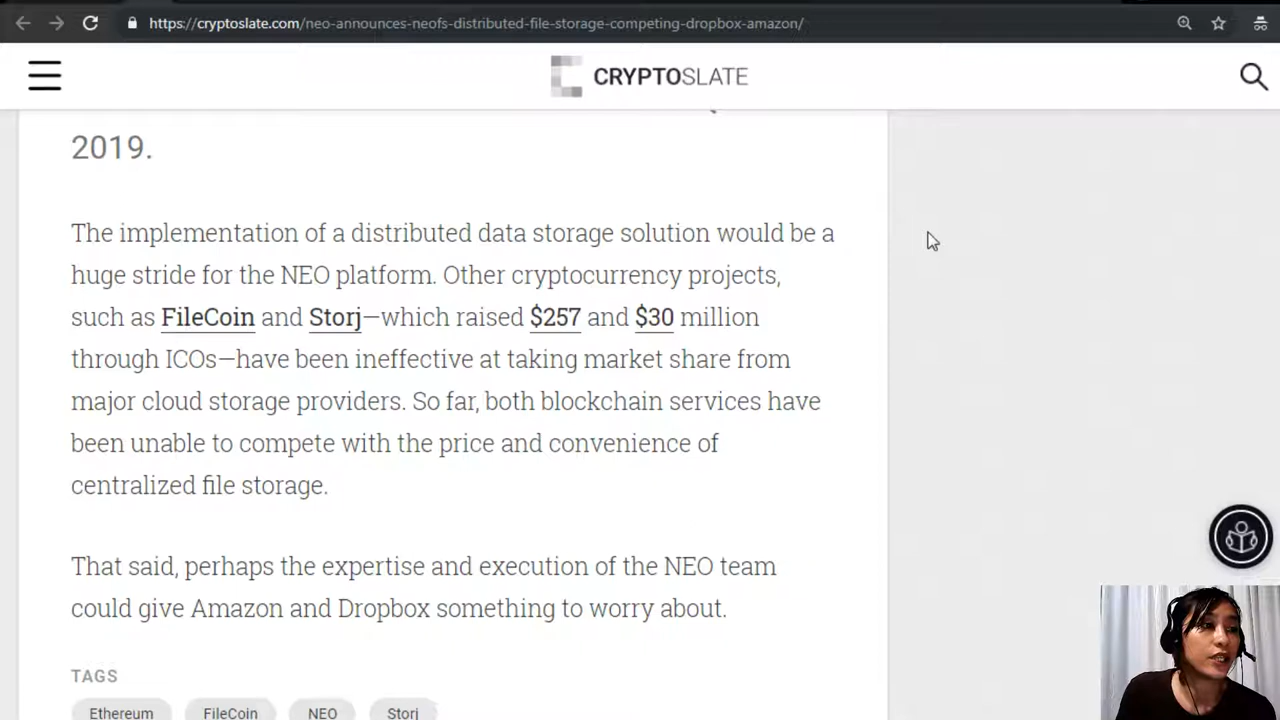 https://cryptoslate.com/neo-announces-neofs-distributed-file-storage-competing-dropbox-amazon/
CRYPTOSLATE
2019.
The implementation of a distributed data storage solution would be a
huge stride for the NEO platform. Other cryptocurrency projects,
such as FileCoin and Storj—which raised $257 and $30 million
through ICOs—have been ineffective at taking market share from
major cloud storage providers. So far, both blockchain services have
been unable to compete with the price and convenience of
centralized file storage.
That said, perhaps the expertise and execution of the NEO team
could give Amazon and Dropbox something to worry about.
TAGS
Ethereum FileCoin NEO Storj